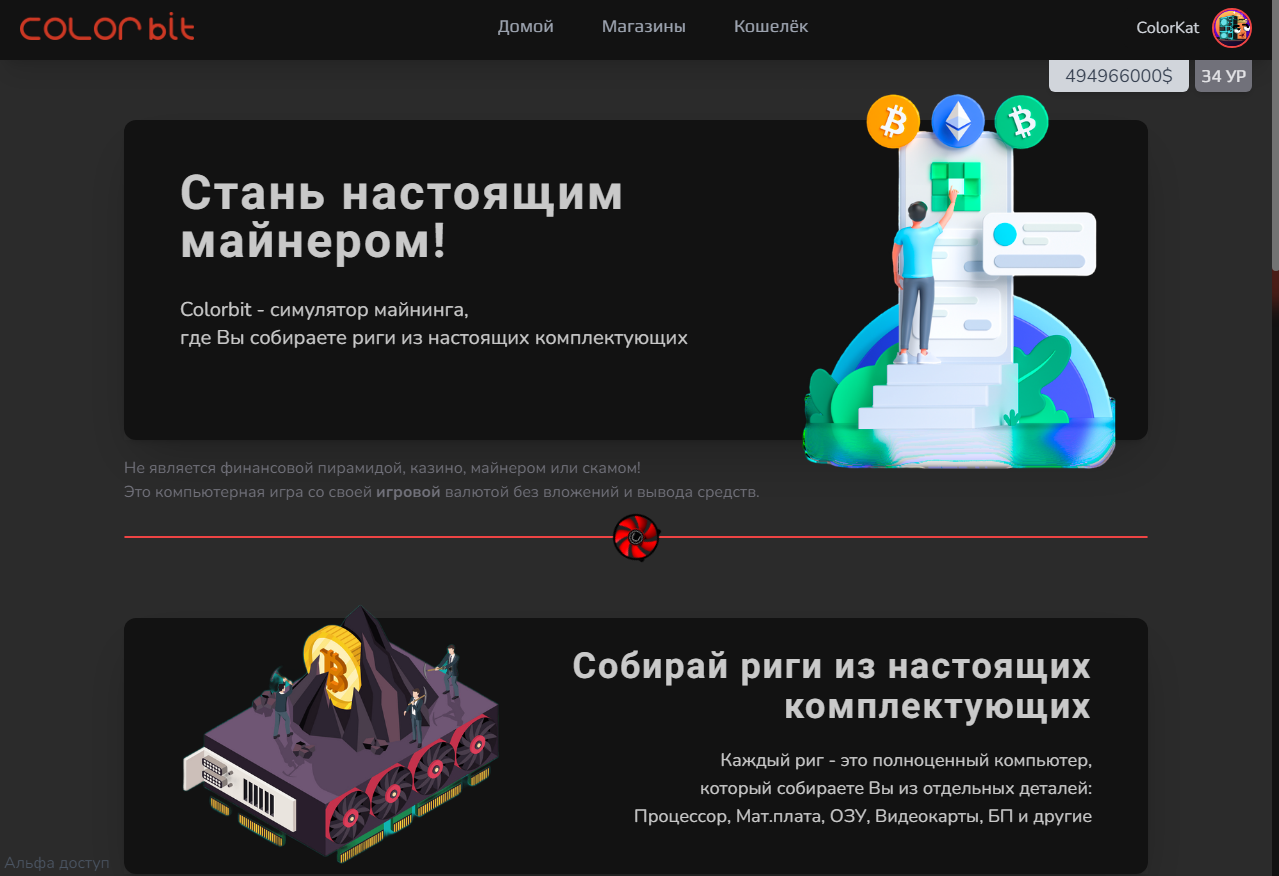 COLORbit
Домой
Магазины
Кошелёк
ColorKat
494966000$
34 УР
Стань настоящим
майнером!
Colorbit - симулятор майнинга,
где Вы собираете риги из настоящих комплектующих
Не является финансовой пирамидой, казино, майнером или скамом!
Это компьютерная игра со своей игровой валютой без вложений и вывода средств.
Собирай риги из настоящих
комплектующих
Каждый риг - это полноценный компьютер,
который собираете Вы из отдельных деталей:
Процессор, Мат.плата, ОЗУ, Видеокарты, БП и другие
Альфа доступ